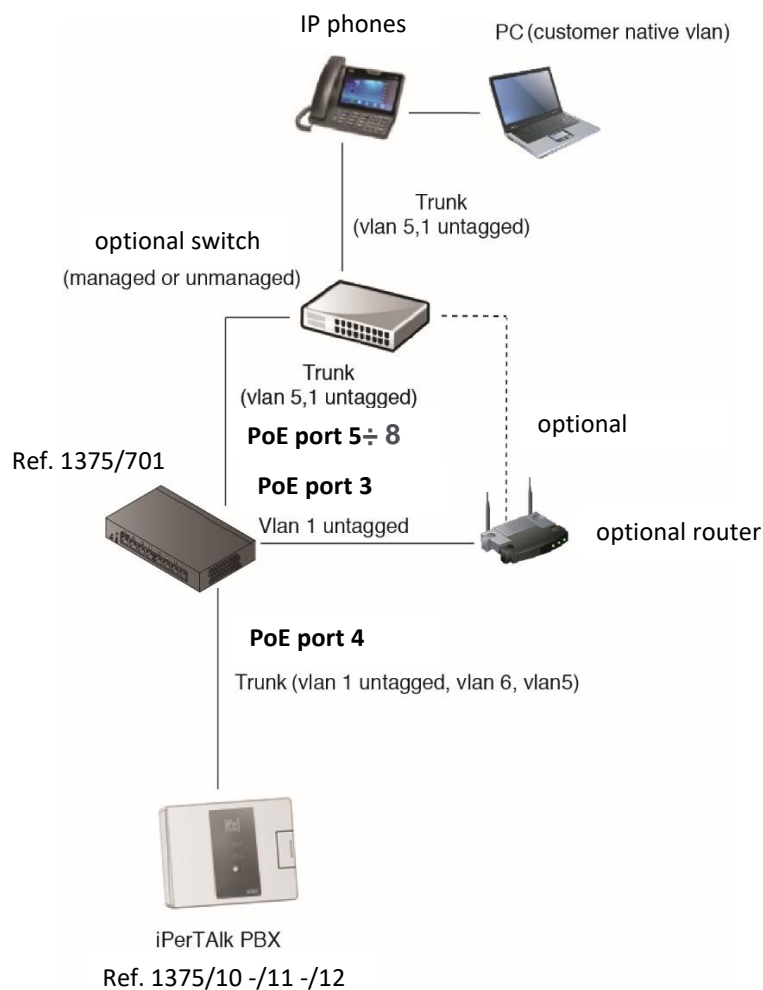 IP phones
PC (customer native vlan)
Trunk
(vlan 5,1 untagged)
optional switch
(managed or unmanaged)
Trunk
(vlan 5,1 untagged)
PoE port 5÷ 8
optional
Ref. 1375/701
PoE port 3
Vlan 1 untagged
optional router
PoE port 4
Trunk (vlan 1 untagged, vlan 6, vlan5)
iPerTAlk PBX
Ref. 1375/10 -/11 -/12